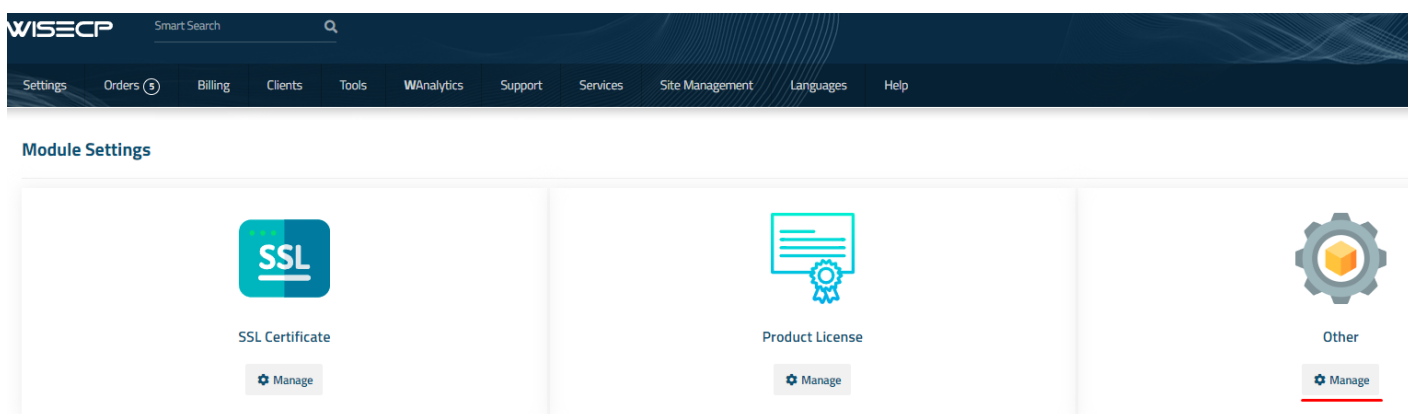 WISECP Smart Search
Settings Orders 5 Billing Clients Tools WAnalytics Support Services Site Management Languages Help
Module Settings
SSL
SSL Certificate Product License Other
Manage Manage Manage